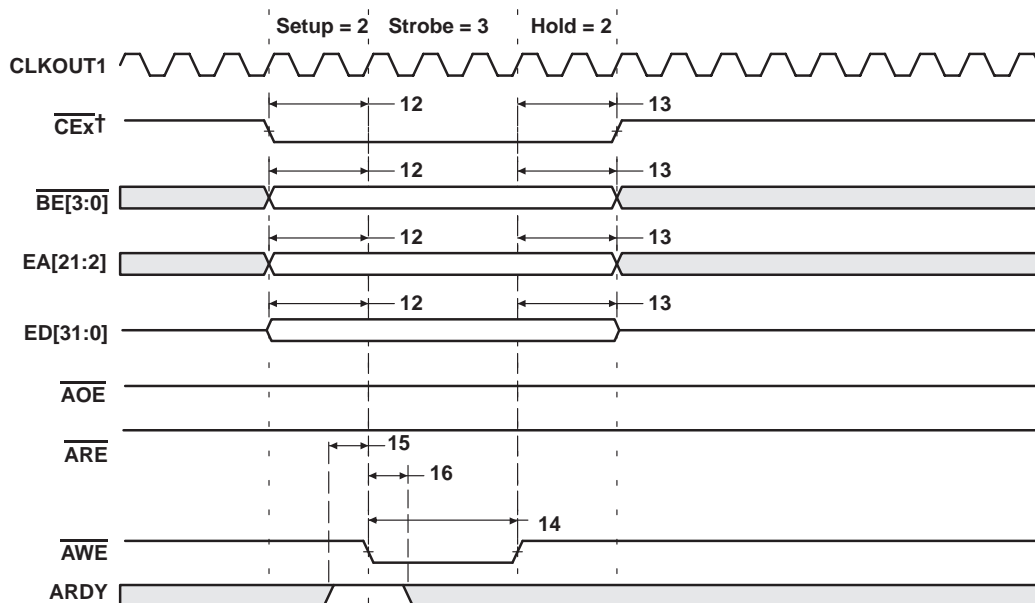 Setup = 2 Strobe = 3 Hold = 2
CLKOUT1
12 13
CEx†
12 13
BE[3:0]
12 13
EA[21:2]
12 13
ED[31:0]
AOE
15
ARE
16
14
AWE
ARDY